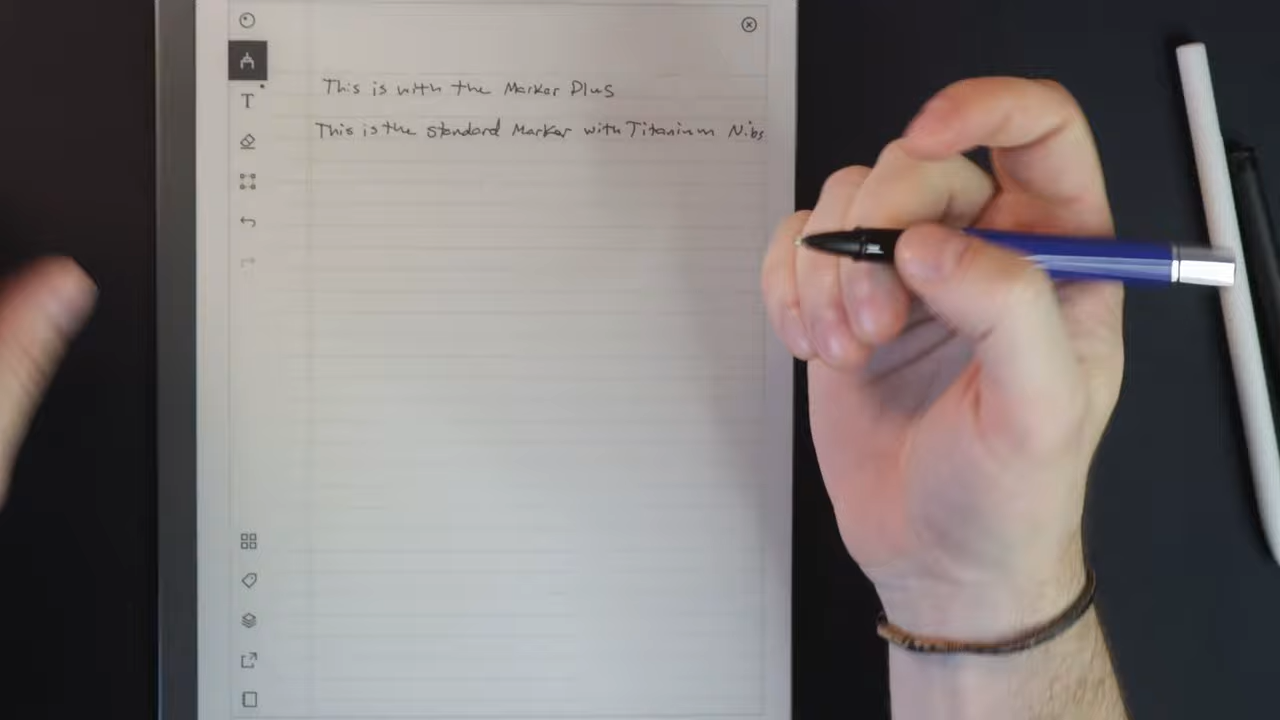 T
This is with the Marker Plus
This is the standard Marker with Titanium Nibs